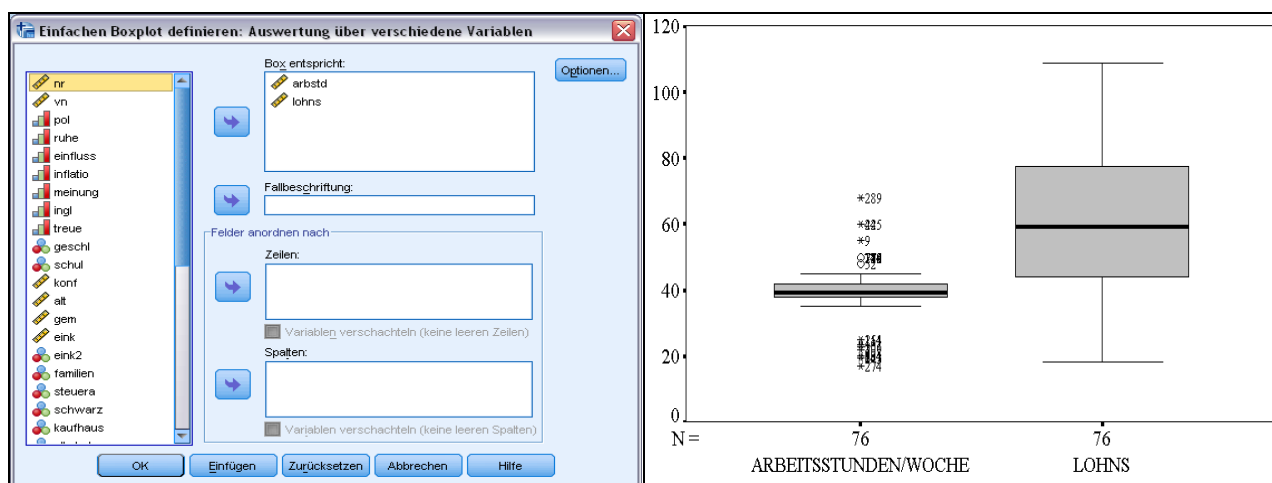 Einfachen Boxplot definieren: Auswertung über verschiedene Variablen
nr
vn
pol
ruhe
einfluss
inflatio
meinung
ingl
treue
geschl
schul
konf
alt
gem
eink
eink2
familien
steuera
schwarz
kaufhaus
Box entspricht:
arbstd
lohns
Optionen...
Fallbeschriftung:
Felder anordnen nach
Zeilen:
Variablen verschachteln (keine leeren Zeilen)
Spalten:
Variablen verschachteln (keine leeren Spalten)
OK
Einfügen
Zurücksetzen
Abbrechen
Hilfe
120
100
80
60
40
20
0
*289
*9
*274
N =
76
76
ARBEITSSTUNDEN/WOCHE
LOHNS